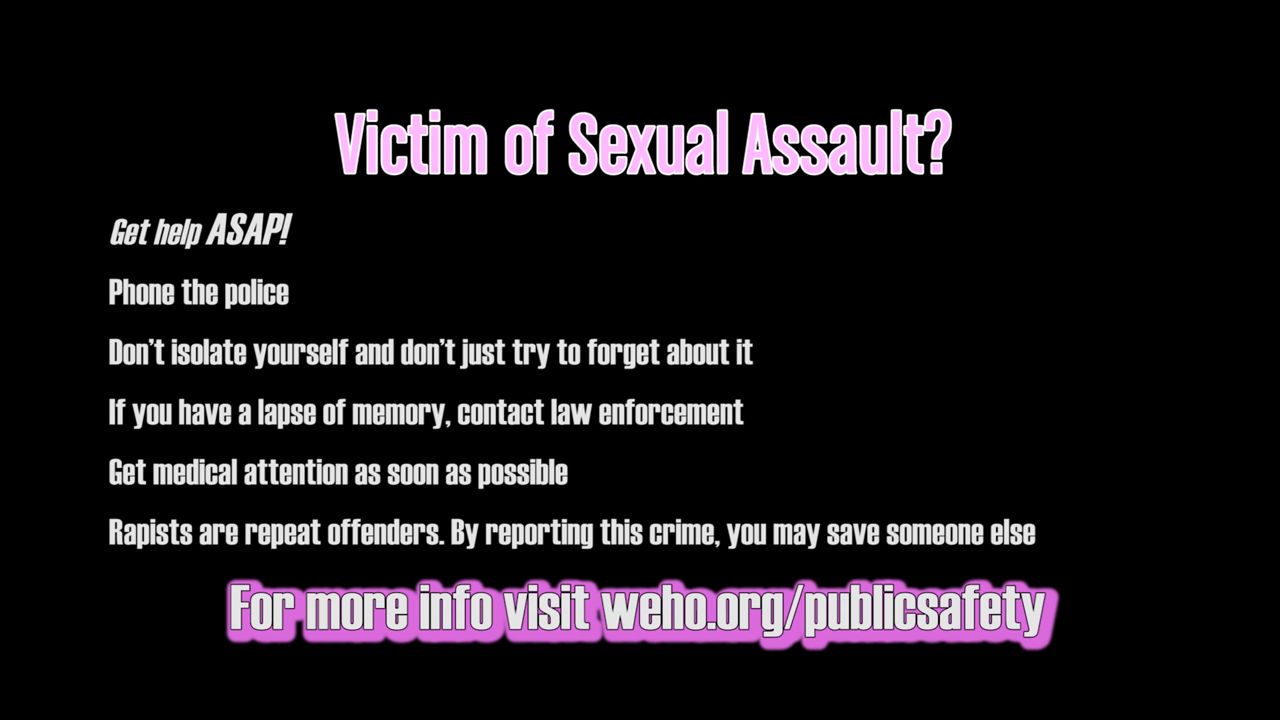 Victim of Sexual Assault?
Get help ASAP!
Phone the police
Don't isolate yourself and don't just try to forget about it
If you have a lapse of memory, contact law enforcement
Get medical attention as soon as possible
Rapists are repeat offenders. By reporting this crime, you may save someone else
For more info visit weho.org/publicsafety